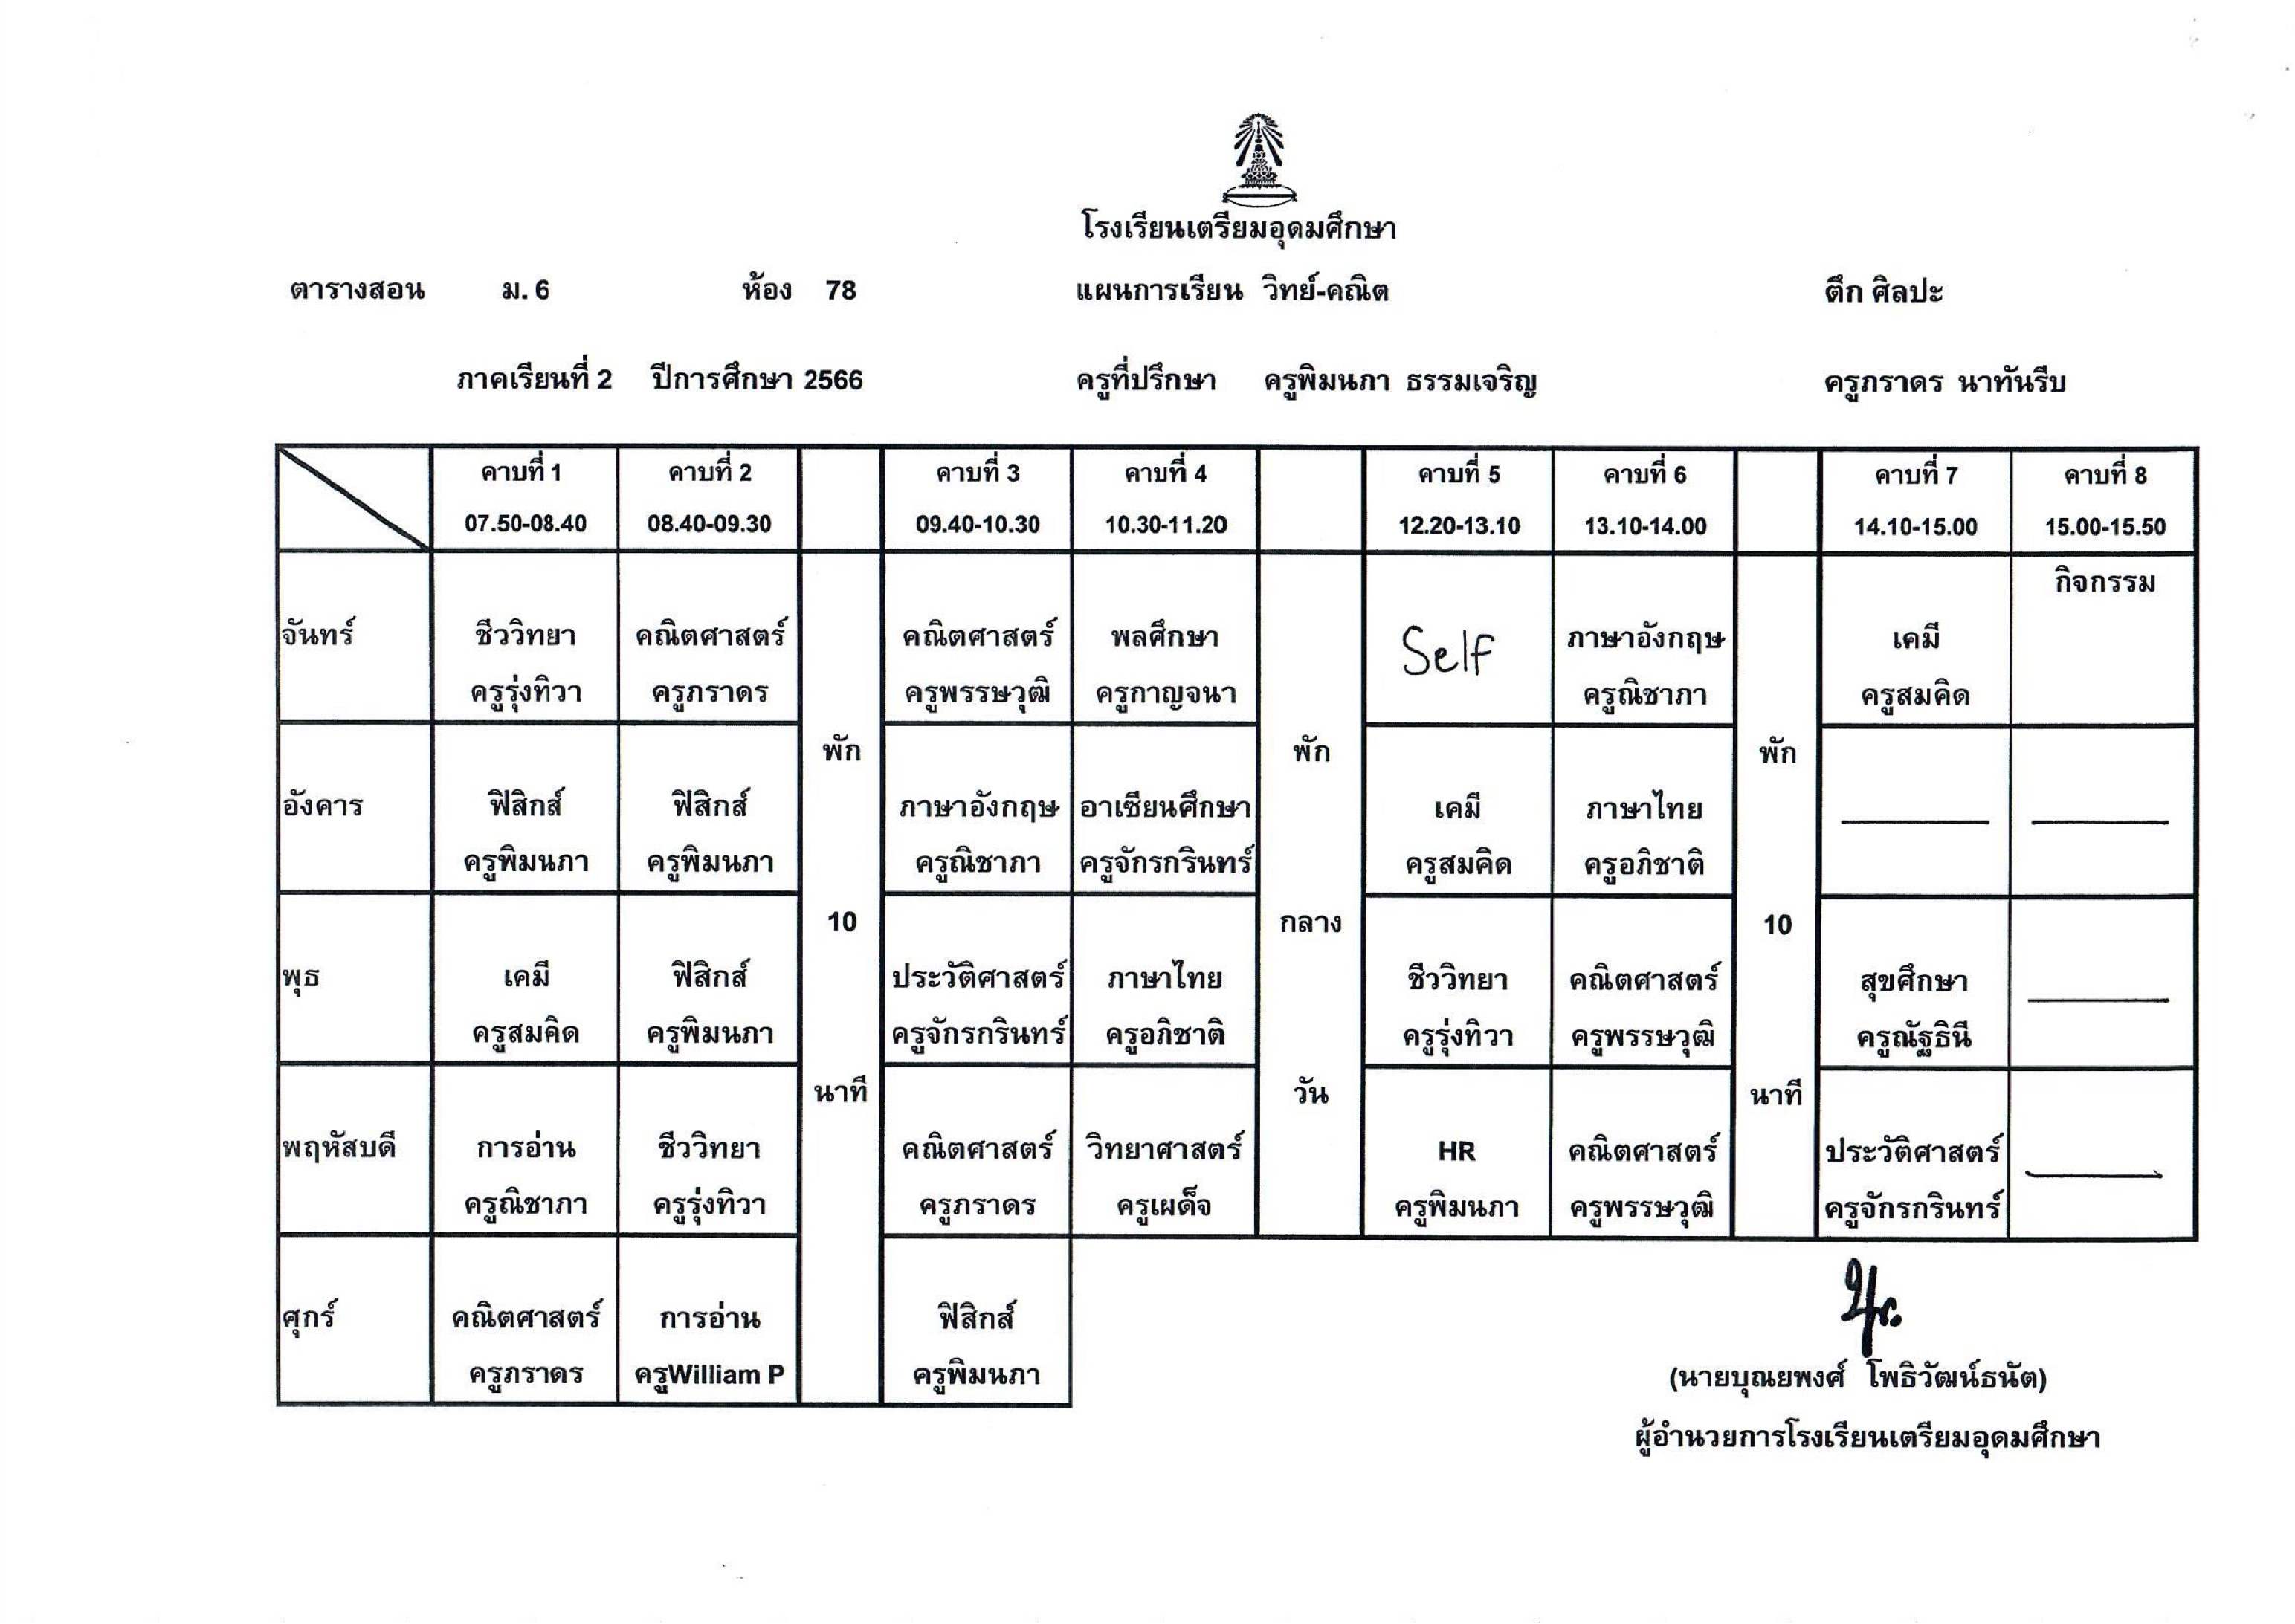 โรงเรียนเตรียมอุดมศึกษา
ตารางสอน ม. 6 ห้อง 78 แผนการเรียน วิทย์-คณิต ตึก ศิลปะ
ภาคเรียนที่ 2 ปีการศึกษา 2566 ครูที่ปรึกษา ครูพิมนภา ธรรมเจริญ ครูภราดร นาทันรีบ
คาบที่ 1 คาบที่ 2 คาบที่ 3 คาบที่ 4 คาบที่ 5 คาบที่ 6 คาบที่ 7 คาบที่ 8
07.50-08.40 08.40-09.30 09.40-10.30 10.30-11.20 12.20-13.10 13.10-14.00 14.10-15.00 15.00-15.50
กิจกรรม
จันทร์ ชีววิทยา คณิตศาสตร์ คณิตศาสตร์ พลศึกษา Self ภาษาอังกฤษ เคมี
ครูรุ่งทิวา ครูภราดร ครูพรรษวุฒิ ครูกาญจนา ครูณิชาภา ครูสมคิด
พัก พัก พัก
อังคาร ฟิสิกส์ ฟิสิกส์ ภาษาอังกฤษ อาเซียนศึกษา เคมี ภาษาไทย
ครูพิมนภา ครูพิมนภา ครูณิชาภา ครูจักรกรินทร์ ครูสมคิด ครูอภิชาติ
10 กลาง 10
พุธ เคมี ฟิสิกส์ ประวัติศาสตร์ ภาษาไทย ชีววิทยา คณิตศาสตร์ สุขศึกษา
ครูสมคิด ครูพิมนภา ครูจักรกรินทร์ ครูอภิชาติ ครูรุ่งทิวา ครูพรรษวุฒิ ครูณัฐธินี
นาที วัน นาที
พฤหัสบดี การอ่าน ชีววิทยา คณิตศาสตร์ วิทยาศาสตร์ HR คณิตศาสตร์ ประวัติศาสตร์
ครูณิชาภา ครูรุ่งทิวา ครูภราดร ครูเผด็จ ครูพิมนภา ครูพรรษวุฒิ ครูจักรกรินทร์
ศุกร์ คณิตศาสตร์ การอ่าน ฟิสิกส์
ครูภราดร ครูWilliam P ครูพิมนภา
(นายบุณยพงศ์ โพธิวัฒน์ธนัต)
ผู้อำนวยการโรงเรียนเตรียมอุดมศึกษา